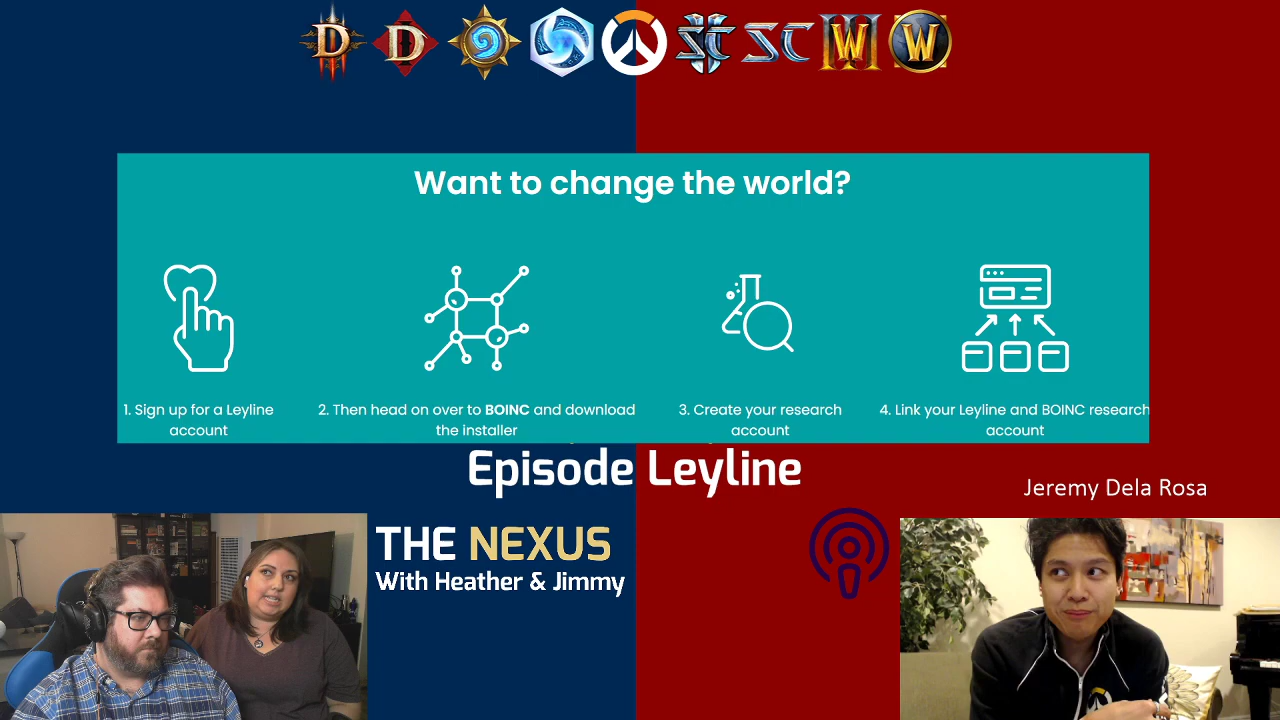 D D SC SC W W
Want to change the world?
1. Sign up for a Leyline
account
2. Then head on over to BOINC and download
the installer
3. Create your research
account
4. Link your Leyline and BOINC research
account
Episode Leyline
Jeremy Dela Rosa
THE NEXUS
With Heather & Jimmy